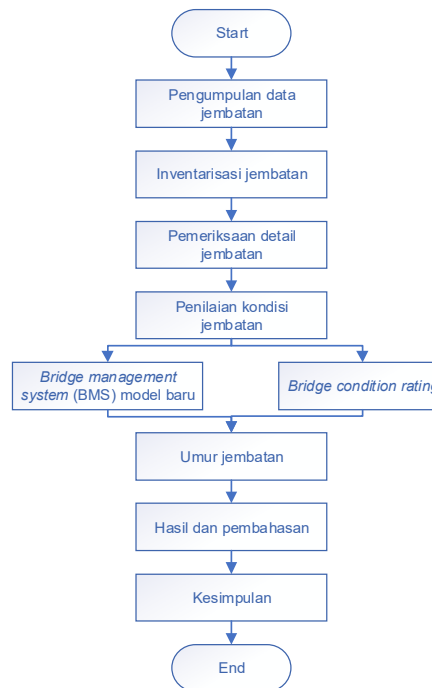 Start
Pengumpulan data
jembatan
Inventarisasi jembatan
Pemeriksaan detail
jembatan
Penilaian kondisi
jembatan
Bridge management
system (BMS) model baru
Bridge condition rating
Umur jembatan
Hasil dan pembahasan
Kesimpulan
End